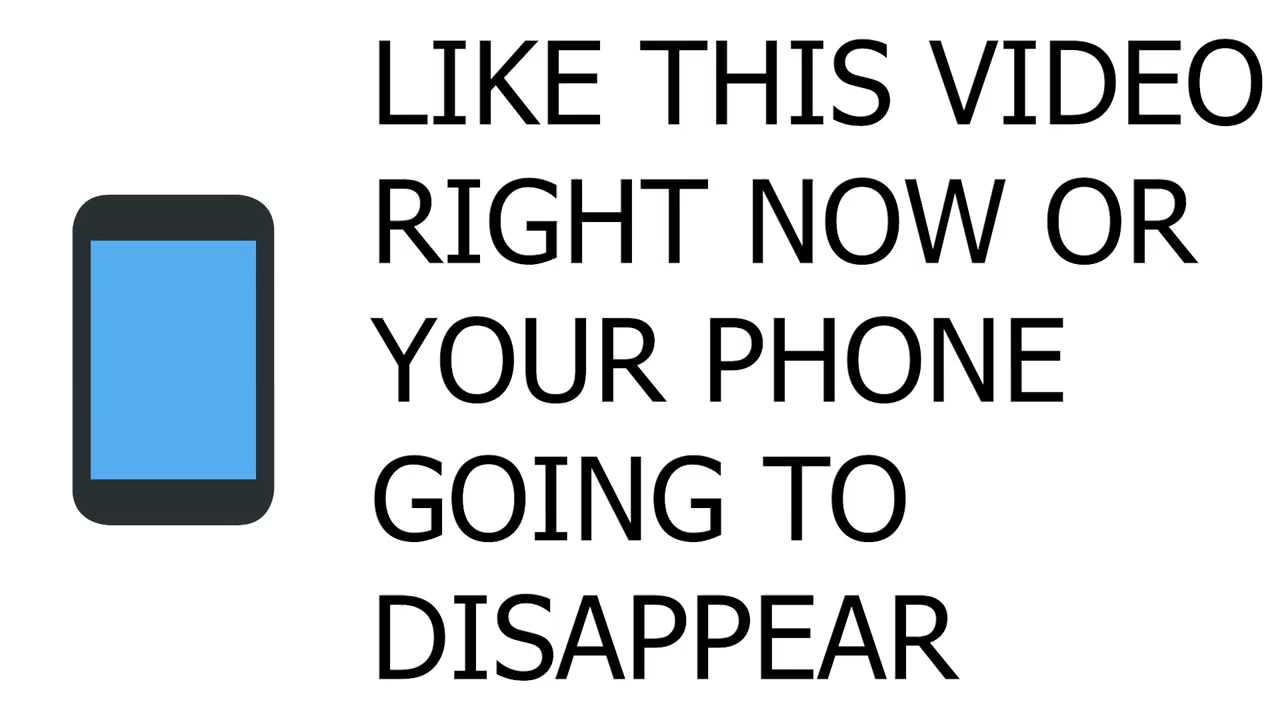 LIKE THIS VIDEO
RIGHT NOW OR
YOUR PHONE
GOING TO
DISAPPEAR